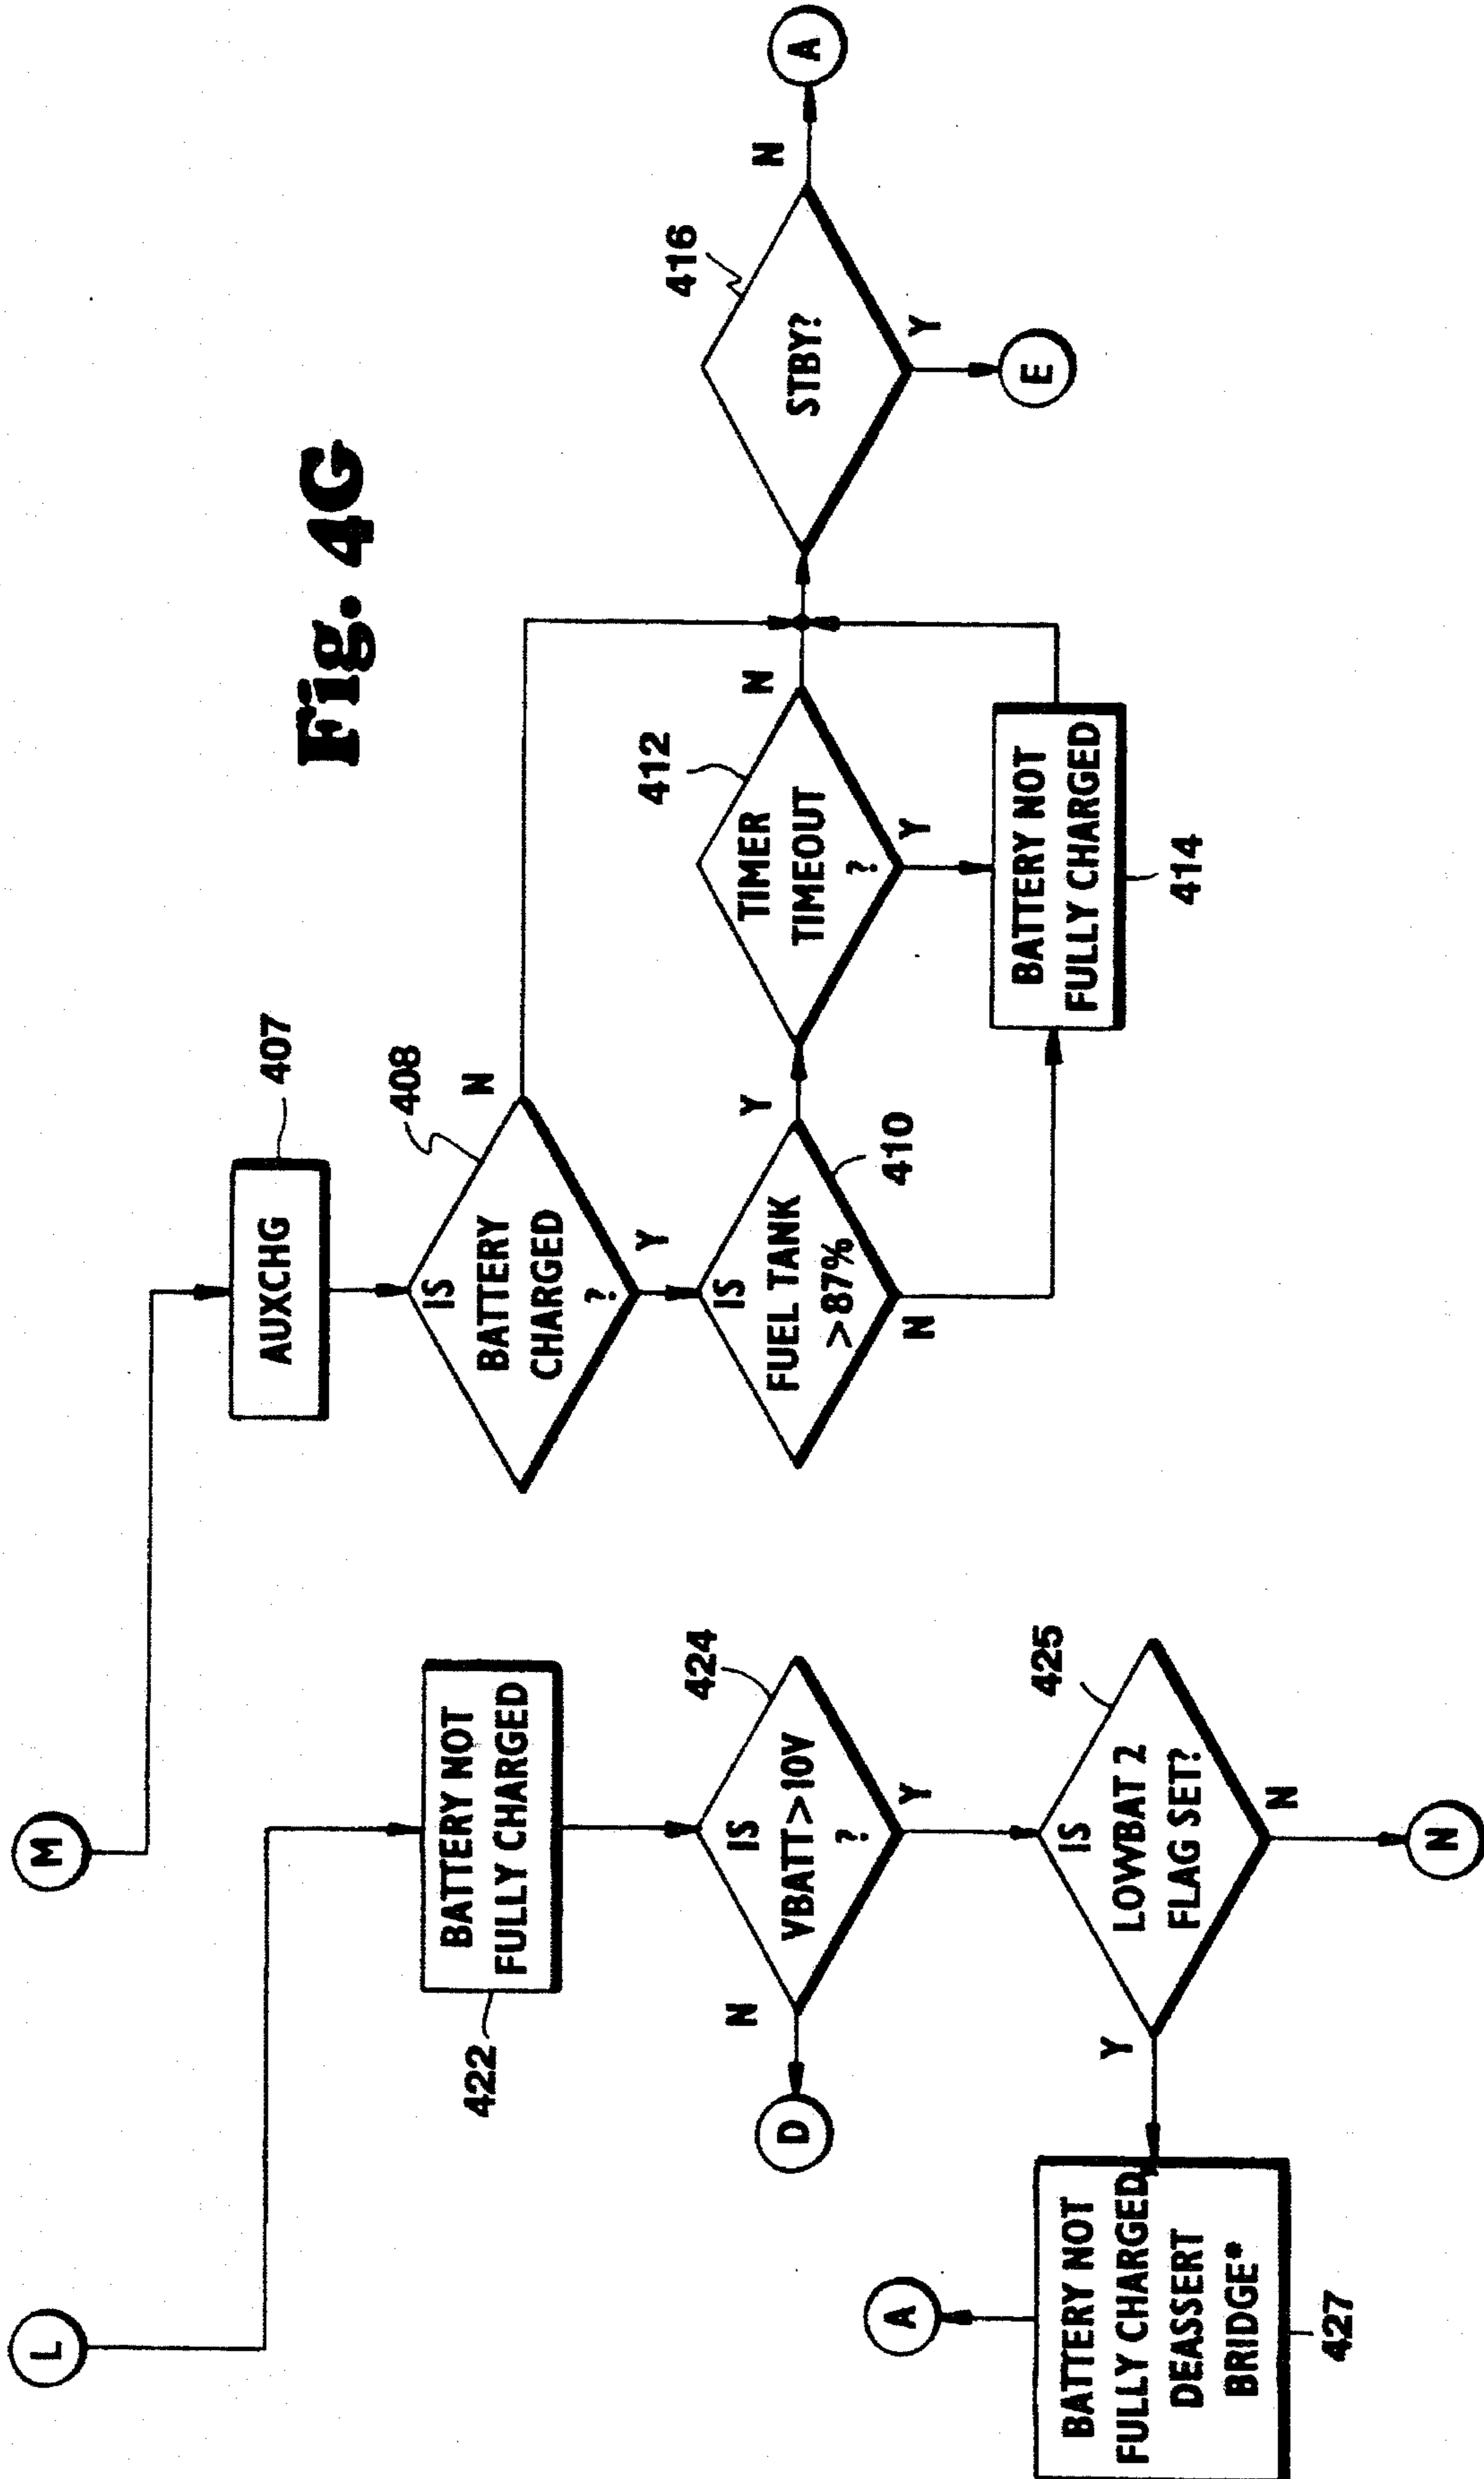 Fig. 4G
L
M
AUXCHG
407
IS
BATTERY
CHARGED
?
408
N
Y
IS
FUEL TANK
>87%
410
Y
N
TIMER
TIMEOUT
?
412
N
Y
BATTERY NOT
FULLY CHARGED
414
STBY?
416
N
A
Y
E
BATTERY NOT
FULLY CHARGED
422
IS
VBATT>10V
?
424
N
D
Y
IS
LOWBAT 2
FLAG SET?
425
Y
N
N
BATTERY NOT
FULLY CHARGED,
DEASSERT
BRIDGE*
427
A